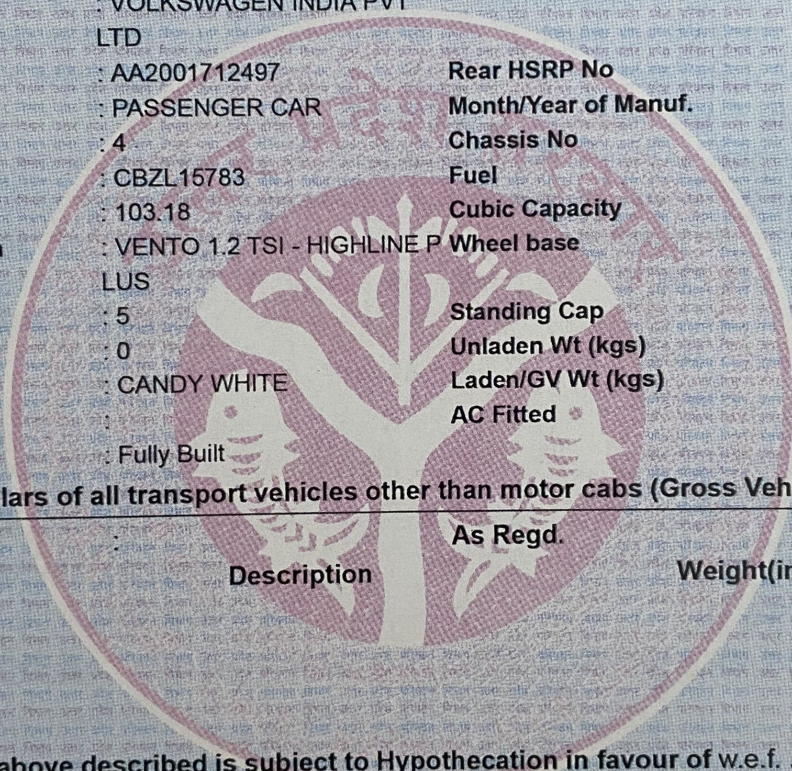 : VOLKSWAGEN INDIA PVT
LTD
: AA2001712497 Rear HSRP No
: PASSENGER CAR Month/Year of Manuf.
: 4 Chassis No
: CBZL15783 Fuel
: 103.18 Cubic Capacity
: VENTO 1.2 TSI - HIGHLINE P Wheel base
LUS
: 5 Standing Cap
: 0 Unladen Wt (kgs)
: CANDY WHITE Laden/GV Wt (kgs)
: AC Fitted
: Fully Built
lars of all transport vehicles other than motor cabs (Gross Veh
: As Regd.
Description Weight(in
above described is subject to Hypothecation in favour of w.e.f.